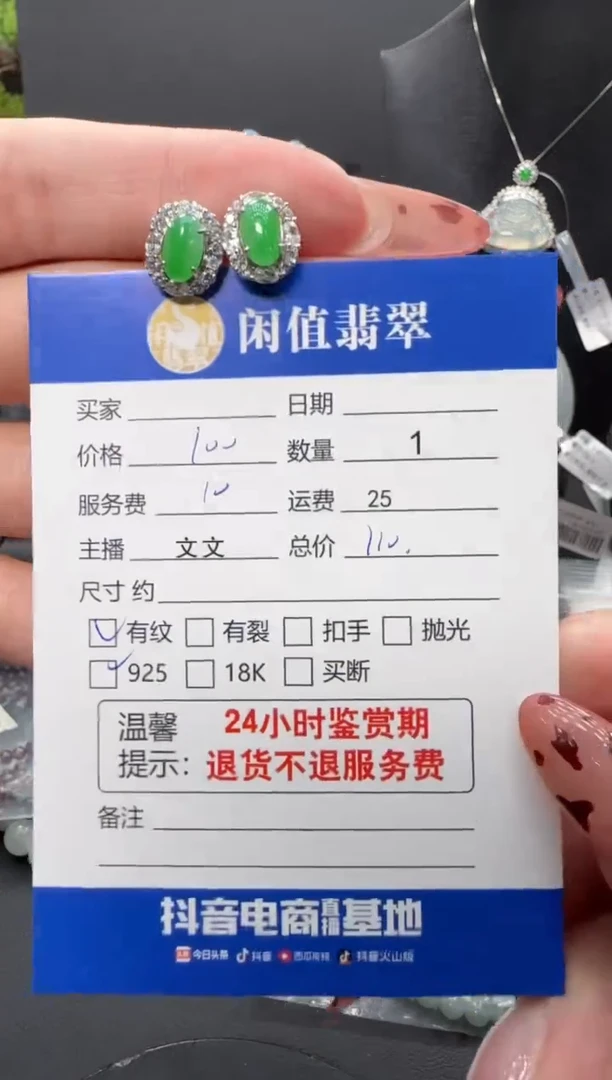 闲值翡翠
买家 日期
价格 100 数量 1
服务费 10 运费 25
主播 文文 总价 110.
尺寸 约
有纹 有裂 扣手 抛光
925 18K 买断
温馨 24小时鉴赏期
提示: 退货不退服务费
备注
抖音电商直播基地
今日头条 抖音 西瓜视频 抖音火山版